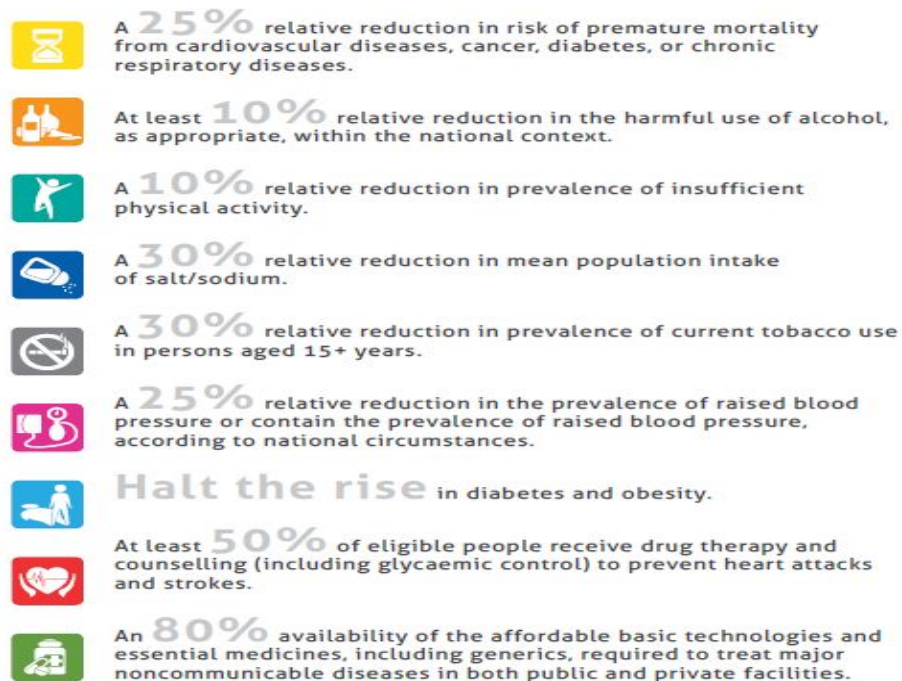 A 25% relative reduction in risk of premature mortality
from cardiovascular diseases, cancer, diabetes, or chronic
respiratory diseases.
At least 10% relative reduction in the harmful use of alcohol,
as appropriate, within the national context.
A 10% relative reduction in prevalence of insufficient
physical activity.
A 30% relative reduction in mean population intake
of salt/sodium.
A 30% relative reduction in prevalence of current tobacco use
in persons aged 15+ years.
A 25% relative reduction in the prevalence of raised blood
pressure or contain the prevalence of raised blood pressure,
according to national circumstances.
Halt the rise in diabetes and obesity.
At least 50% of eligible people receive drug therapy and
counselling (including glycaemic control) to prevent heart attacks
and strokes.
An 80% availability of the affordable basic technologies and
essential medicines, including generics, required to treat major
noncommunicable diseases in both public and private facilities.